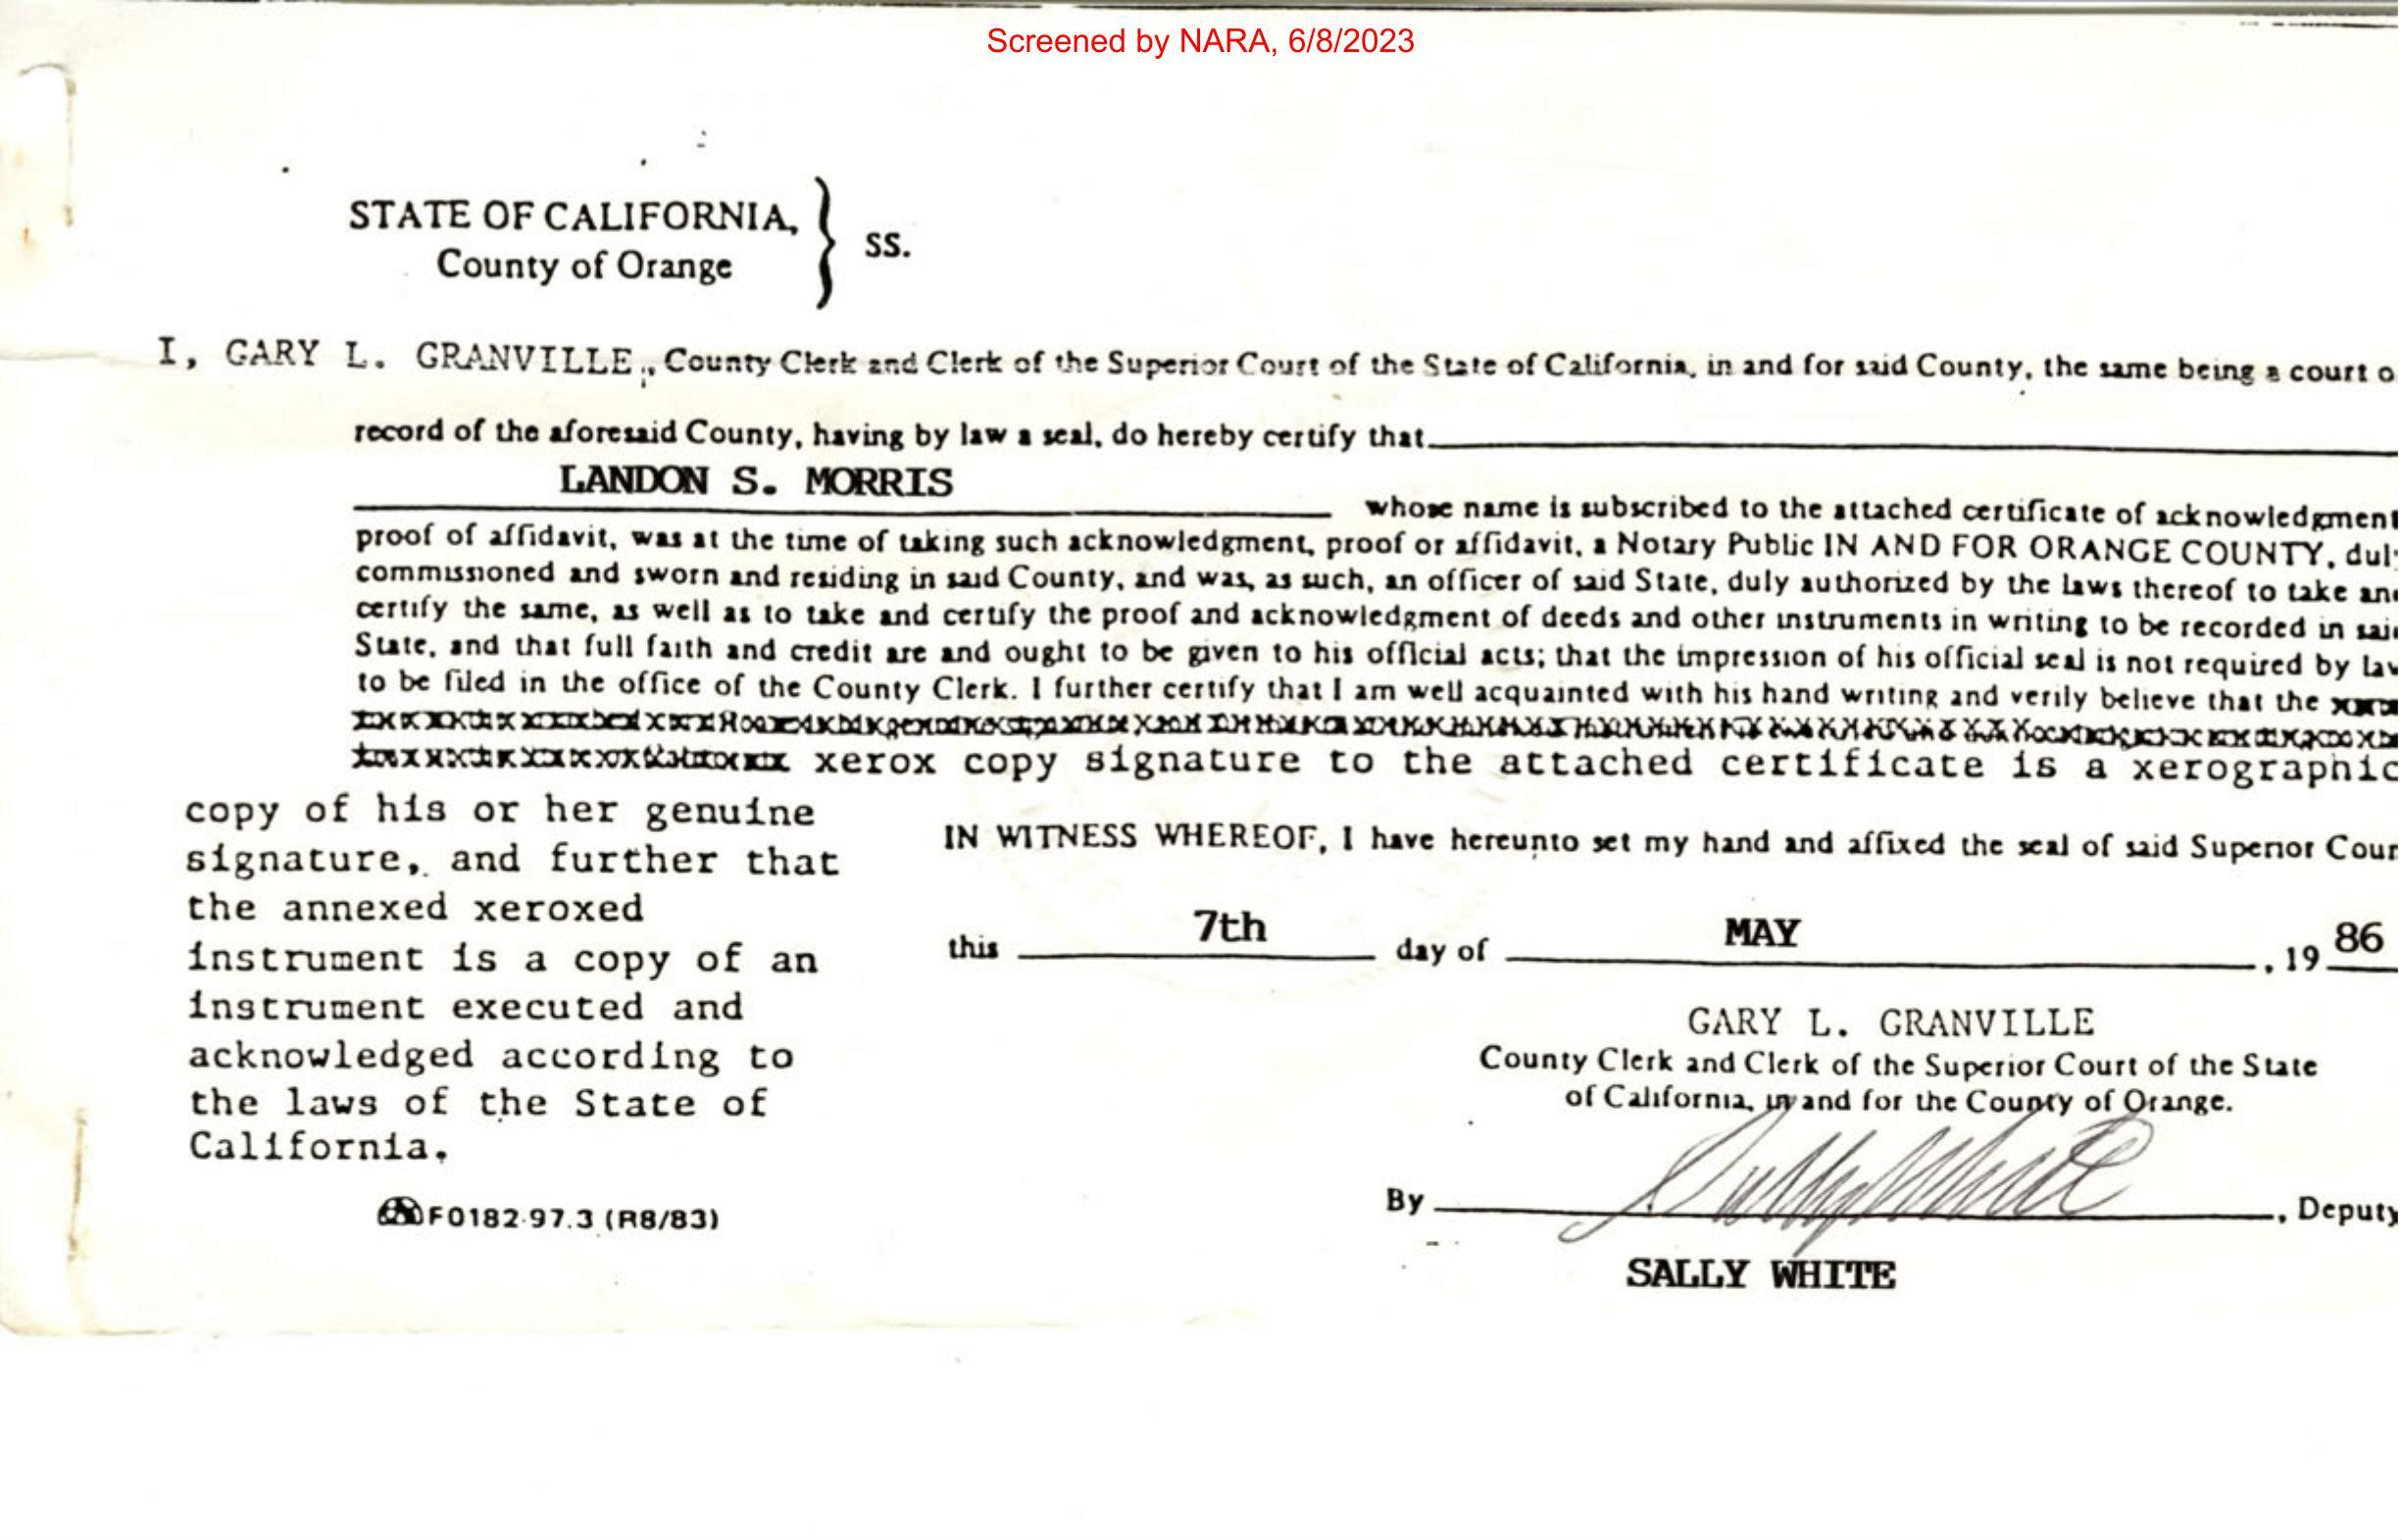 Screened by NARA, 6/8/2023
STATE OF CALIFORNIA,
County of Orange
} SS.
I, GARY L. GRANVILLE, County Clerk and Clerk of the Superior Court of the State of California, in and for said County, the same being a court o
record of the aforesaid County, having by law a seal, do hereby certify that
LANDON S. MORRIS
whose name is subscribed to the attached certificate of acknowledgment
proof of affidavit, was at the time of taking such acknowledgment, proof or affidavit, a Notary Public IN AND FOR ORANGE COUNTY, dul
commissioned and sworn and residing in said County, and was, as such, an officer of said State, duly authorized by the laws thereof to take an
certify the same, as well as to take and certify the proof and acknowledgment of deeds and other instruments in writing to be recorded in sai
State, and that full faith and credit are and ought to be given to his official acts; that the impression of his official seal is not required by law
to be filed in the office of the County Clerk. I further certify that I am well acquainted with his hand writing and verily believe that the
xerox copy signature to the attached certificate is a xerographic
copy of his or her genuine
signature, and further that
the annexed xeroxed
instrument is a copy of an
instrument executed and
acknowledged according to
the laws of the State of
California.
IN WITNESS WHEREOF, I have hereunto set my hand and affixed the seal of said Superior Cour
this 7th day of MAY, 19 86
GARY L. GRANVILLE
County Clerk and Clerk of the Superior Court of the State
of California, in and for the County of Orange.
By Sally White, Deputy
SALLY WHITE
F0182-97.3 (R8/83)